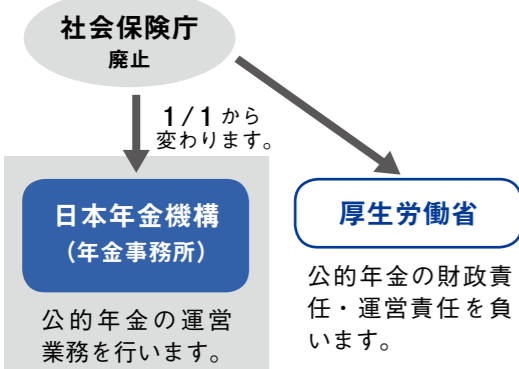 社会保険庁
廃止
1/1から
変わります。
日本年金機構
（年金事務所）
公的年金の運営
業務を行います。
厚生労働省
公的年金の財政責
任・運営責任を負
います。